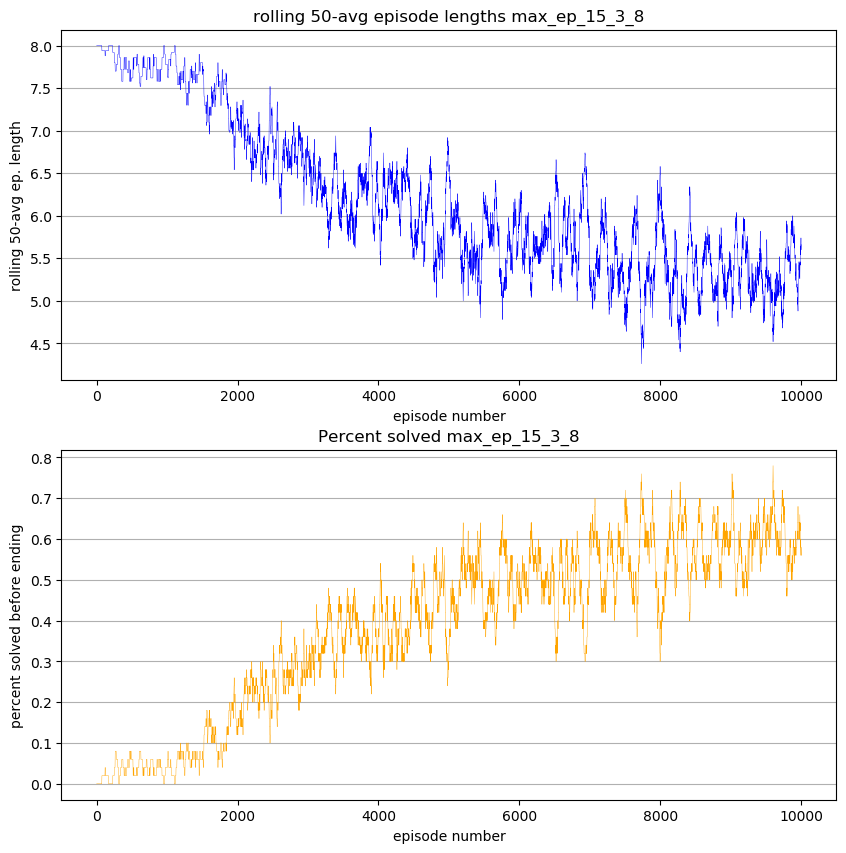 rolling 50-avg episode lengths max_ep_15_3_8
8.0
7.5
7.0
6.5
6.0
5.5
5.0
4.5
rolling 50-avg ep. length
0 2000 4000 6000 8000 10000
episode number
Percent solved max_ep_15_3_8
0.8
0.7
0.6
0.5
0.4
0.3
0.2
0.1
0.0
percent solved before ending
0 2000 4000 6000 8000 10000
episode number